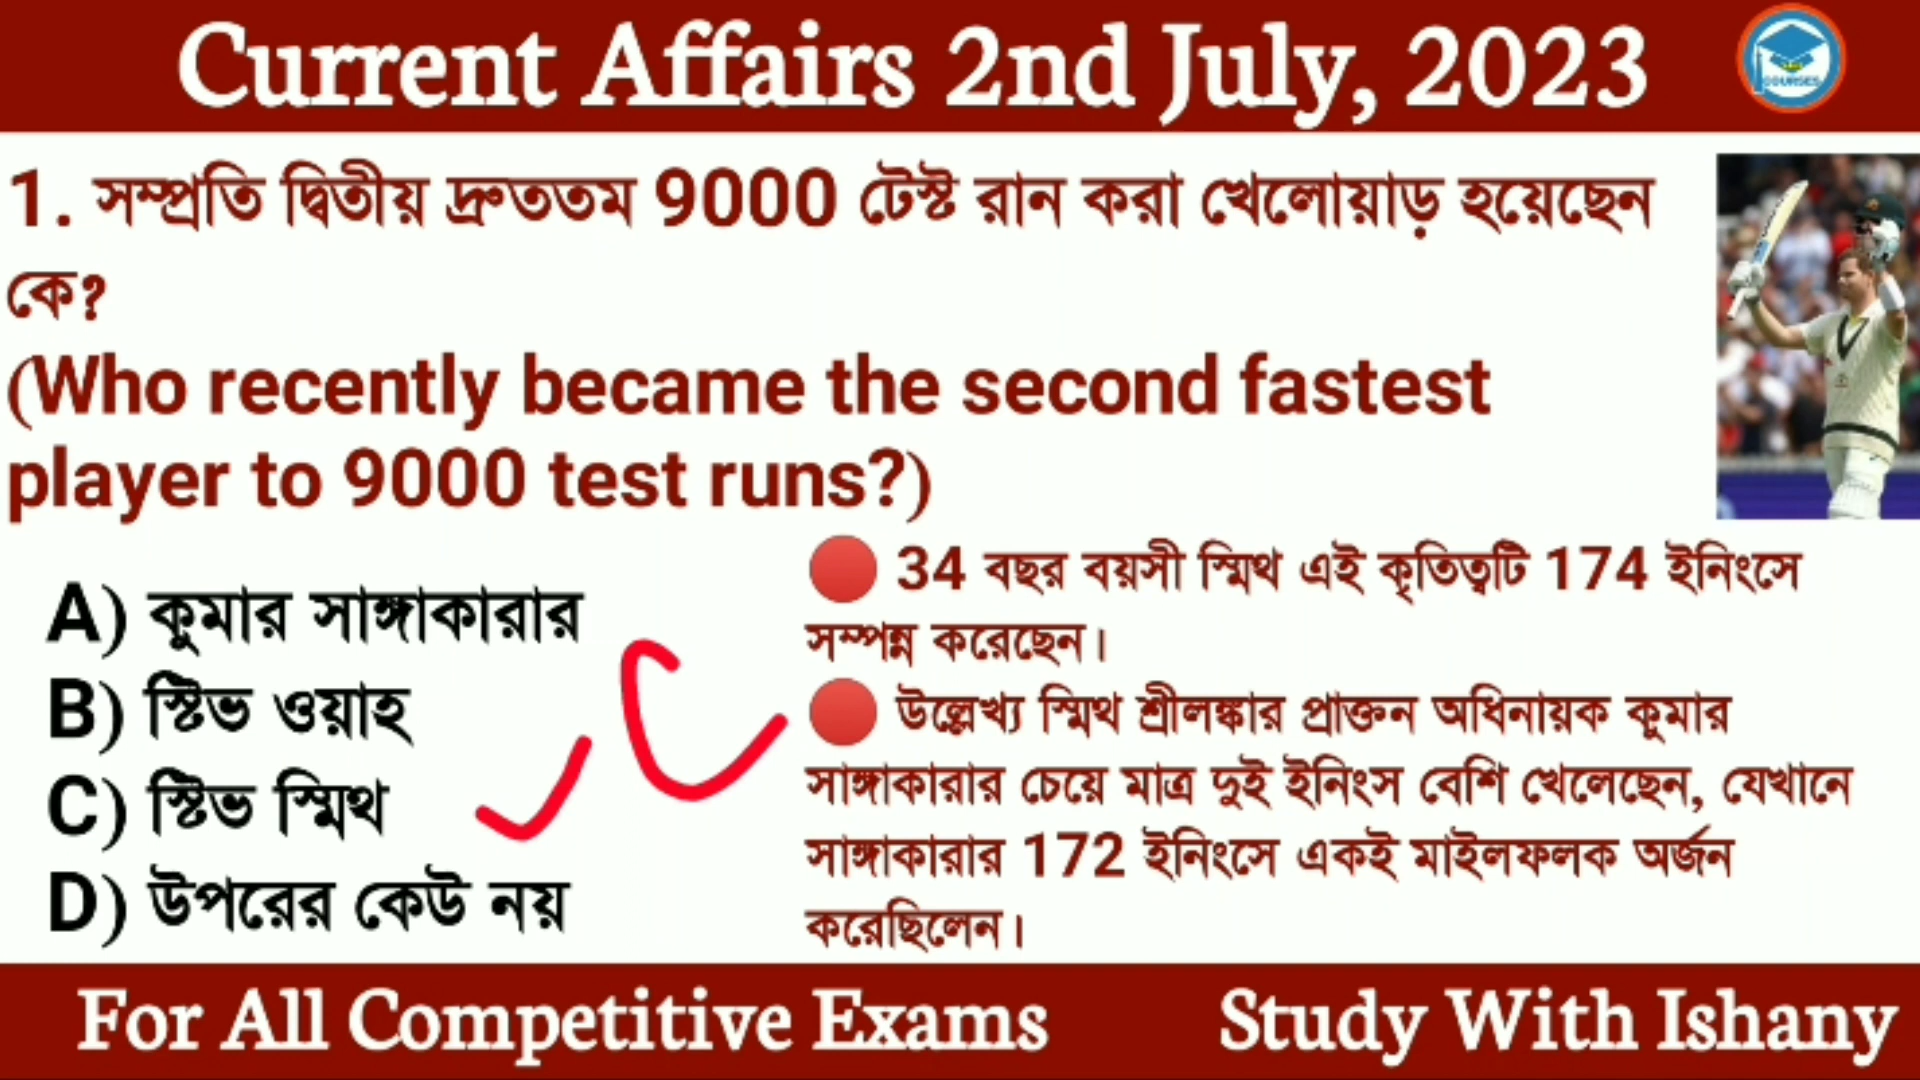 Current Affairs 2nd July, 2023
COURSES
1. সম্প্রতি দ্বিতীয় দ্রুততম 9000 টেস্ট রান করা খেলোয়াড় হয়েছেন
কে?
(Who recently became the second fastest
player to 9000 test runs?)
A) কুমার সাঙ্গাকারার
B) স্টিভ ওয়াহ
C) স্টিভ স্মিথ
D) উপরের কেউ নয়
34 বছর বয়সী স্মিথ এই কৃতিত্বটি 174 ইনিংসে
সম্পন্ন করেছেন।
উল্লেখ্য স্মিথ শ্রীলঙ্কার প্রাক্তন অধিনায়ক কুমার
সাঙ্গাকারার চেয়ে মাত্র দুই ইনিংস বেশি খেলেছেন, যেখানে
সাঙ্গাকারার 172 ইনিংসে একই মাইলফলক অর্জন
করেছিলেন।
For All Competitive Exams
Study With Ishany